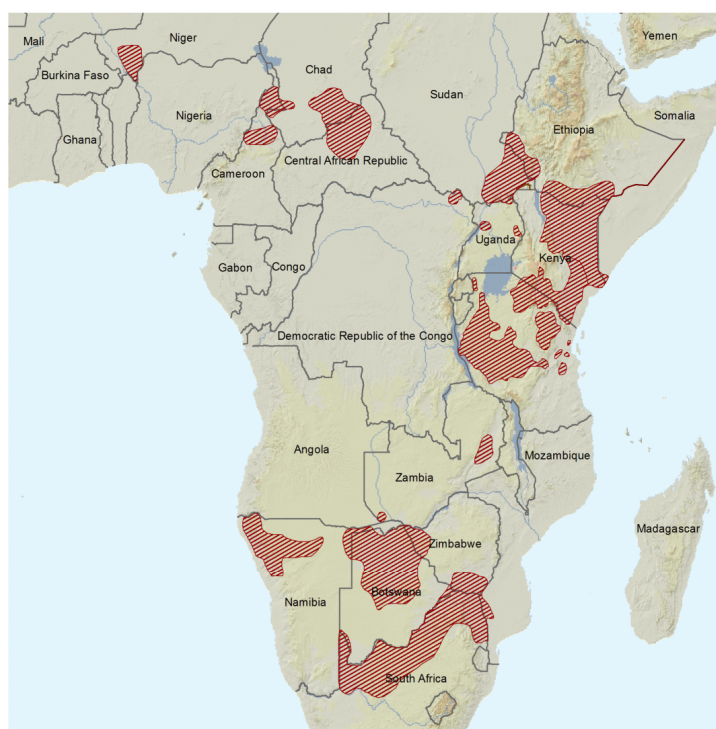 Yemen
Mali
Niger
Chad
Burkina Faso
Sudan
Nigeria
Somalia
Ethiopia
Ghana
Central African Republic
Cameroon
Uganda
Kenya
Gabon
Congo
Democratic Republic of the Congo
Angola
Mozambique
Zambia
Madagascar
Zimbabwe
Botswana
Namibia
South Africa